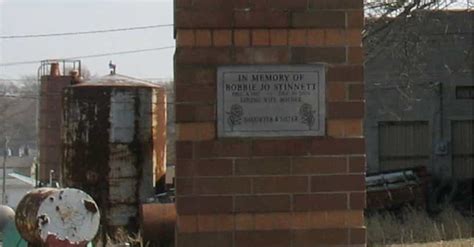 IN MEMORY OF
BOBBIE JO STINNETT
LOVING WIFE MOTHER
DAUGHTER & SISTER